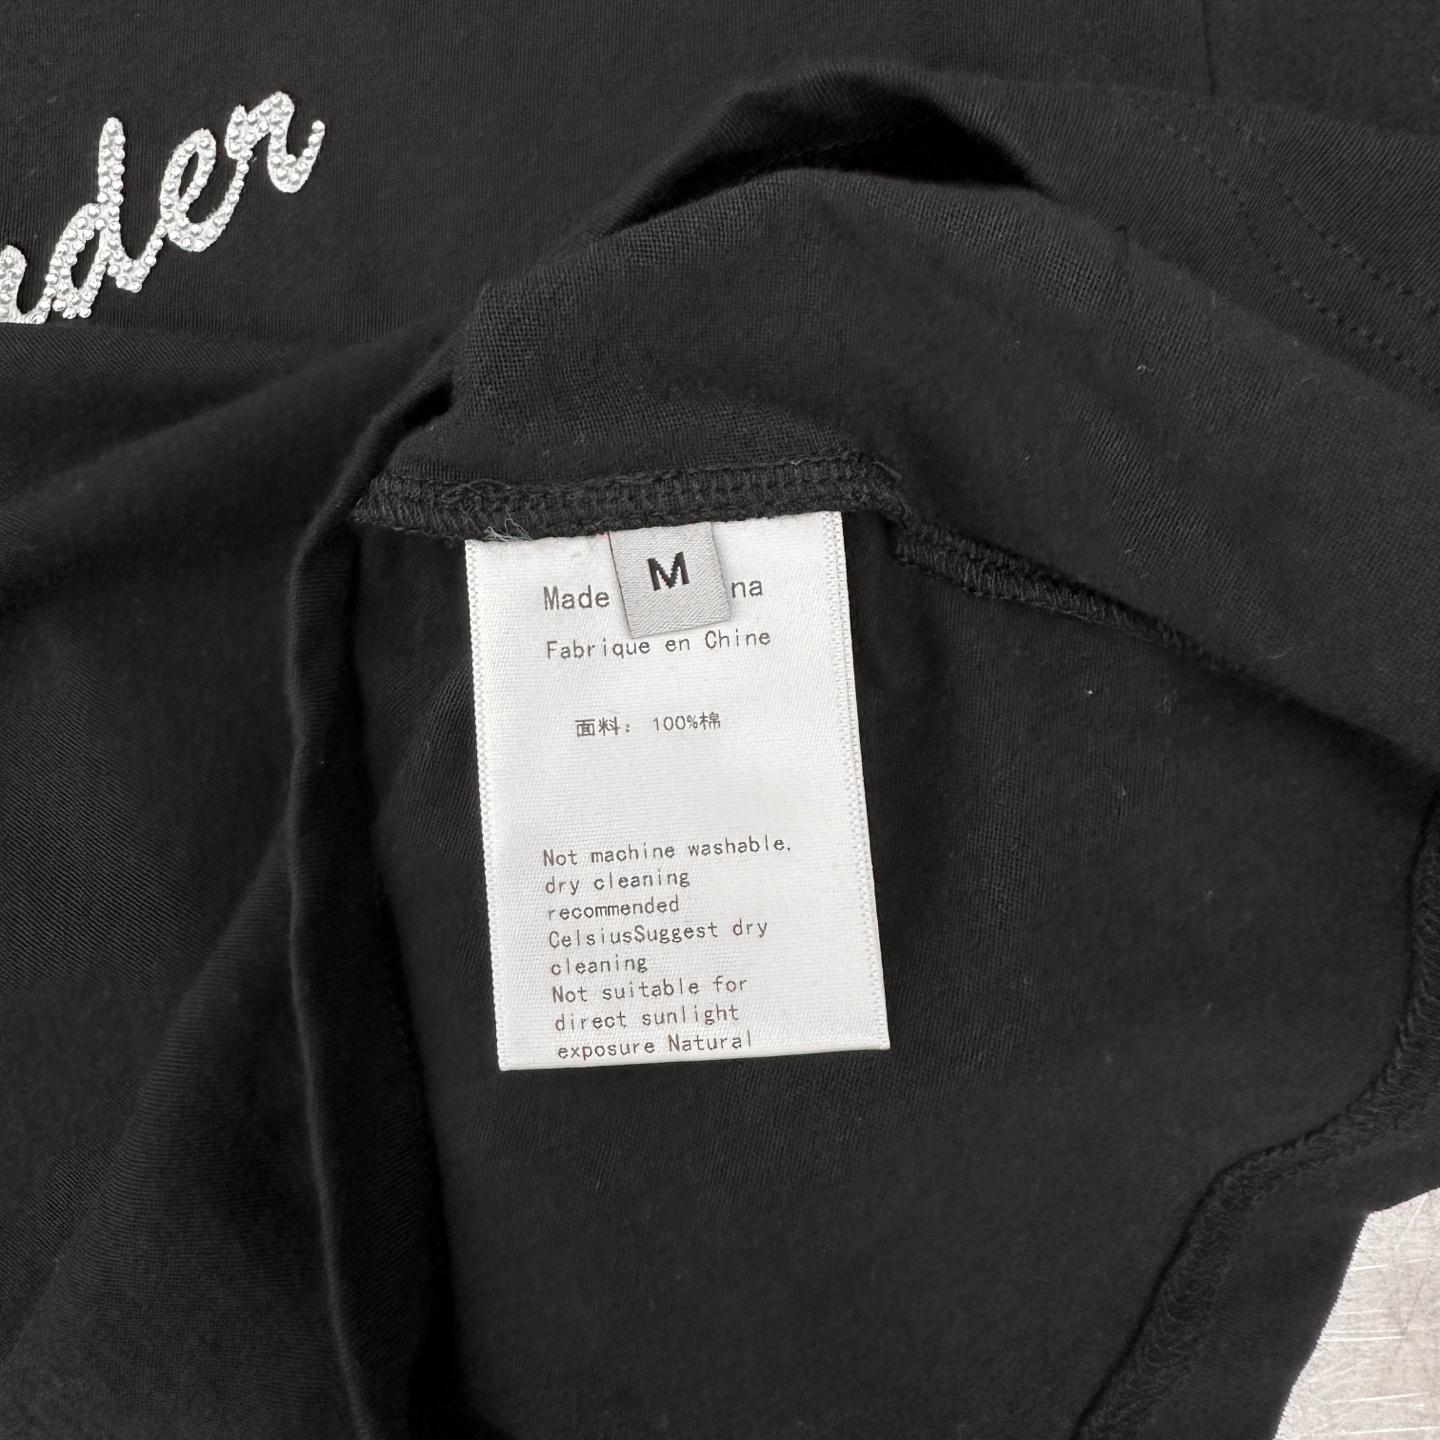 nder
M
Made na
Fabrique en Chine
面料: 100%棉
Not machine washable.
dry cleaning
recommended
CelsiusSuggest dry
cleaning
Not suitable for
direct sunlight
exposure Natural